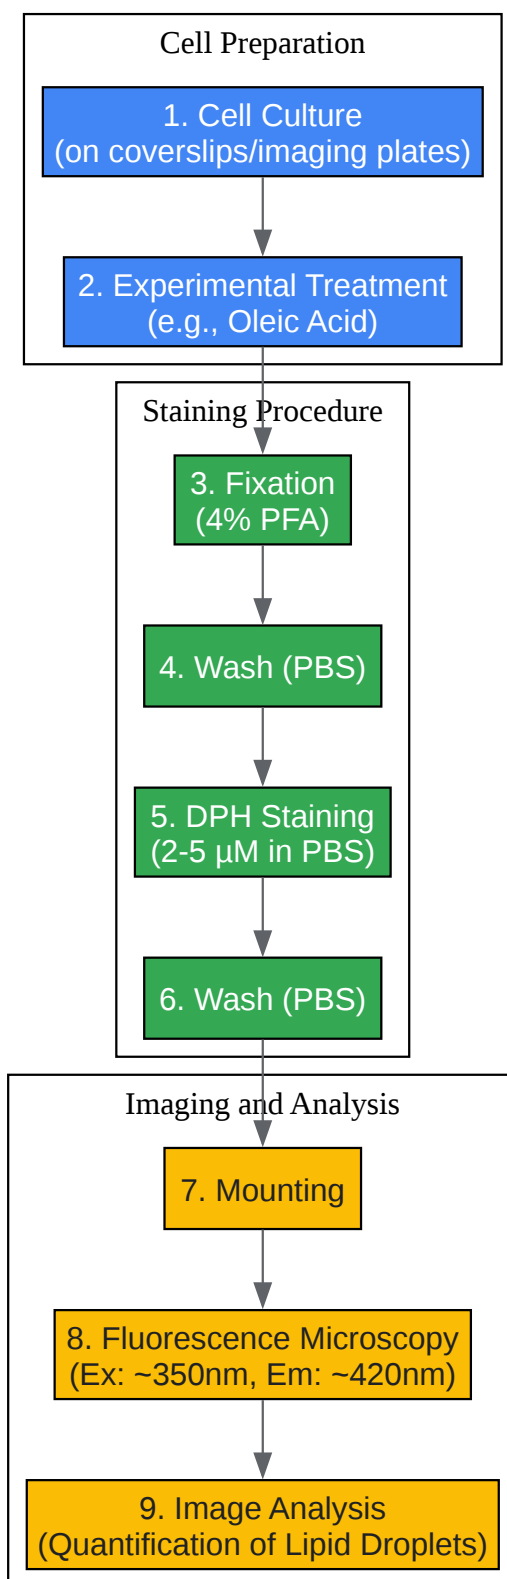 Cell Preparation
1. Cell Culture
(on coverslips/imaging plates)
2. Experimental Treatment
(e.g., Oleic Acid)
Staining Procedure
3. Fixation
(4% PFA)
4. Wash (PBS)
5. DPH Staining
(2-5 µM in PBS)
6. Wash (PBS)
Imaging and Analysis
7. Mounting
8. Fluorescence Microscopy
(Ex: ~350nm, Em: ~420nm)
9. Image Analysis
(Quantification of Lipid Droplets)